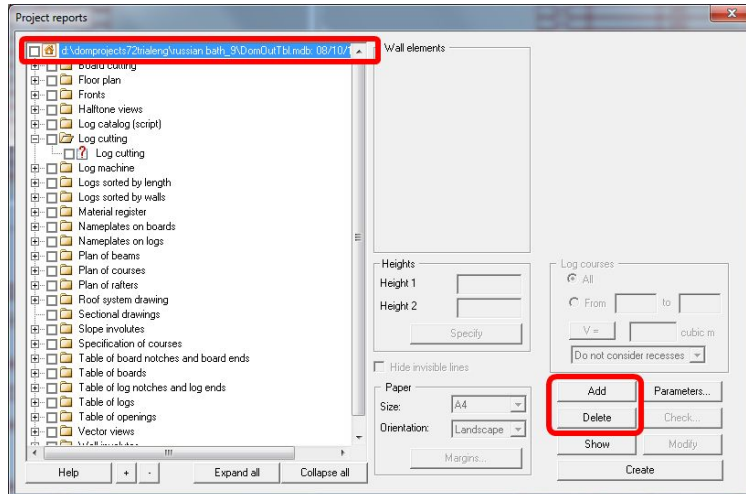 Project reports
d:\domprojects72trialeng\russian bath_9\DomOutTbl.mdb: 08/10/
Board cutting
Floor plan
Fronts
Halftone views
Log catalog (script)
Log cutting
Log cutting
Log machine
Logs sorted by length
Logs sorted by walls
Material register
Nameplates on boards
Nameplates on logs
Plan of beams
Plan of courses
Plan of rafters
Roof system drawing
Sectional drawings
Slope involutes
Specification of courses
Table of board notches and board ends
Table of boards
Table of log notches and log ends
Table of logs
Table of openings
Vector views
Wall involutes
Help
+
-
Expand all
Collapse all
Wall elements
Heights
Height 1
Height 2
Specify
Hide invisible lines
Paper
Size: A4
Orientation: Landscape
Margins...
Log courses
All
From to
V = cubic m
Do not consider recesses
Add Parameters...
Delete Check...
Show Modify
Create